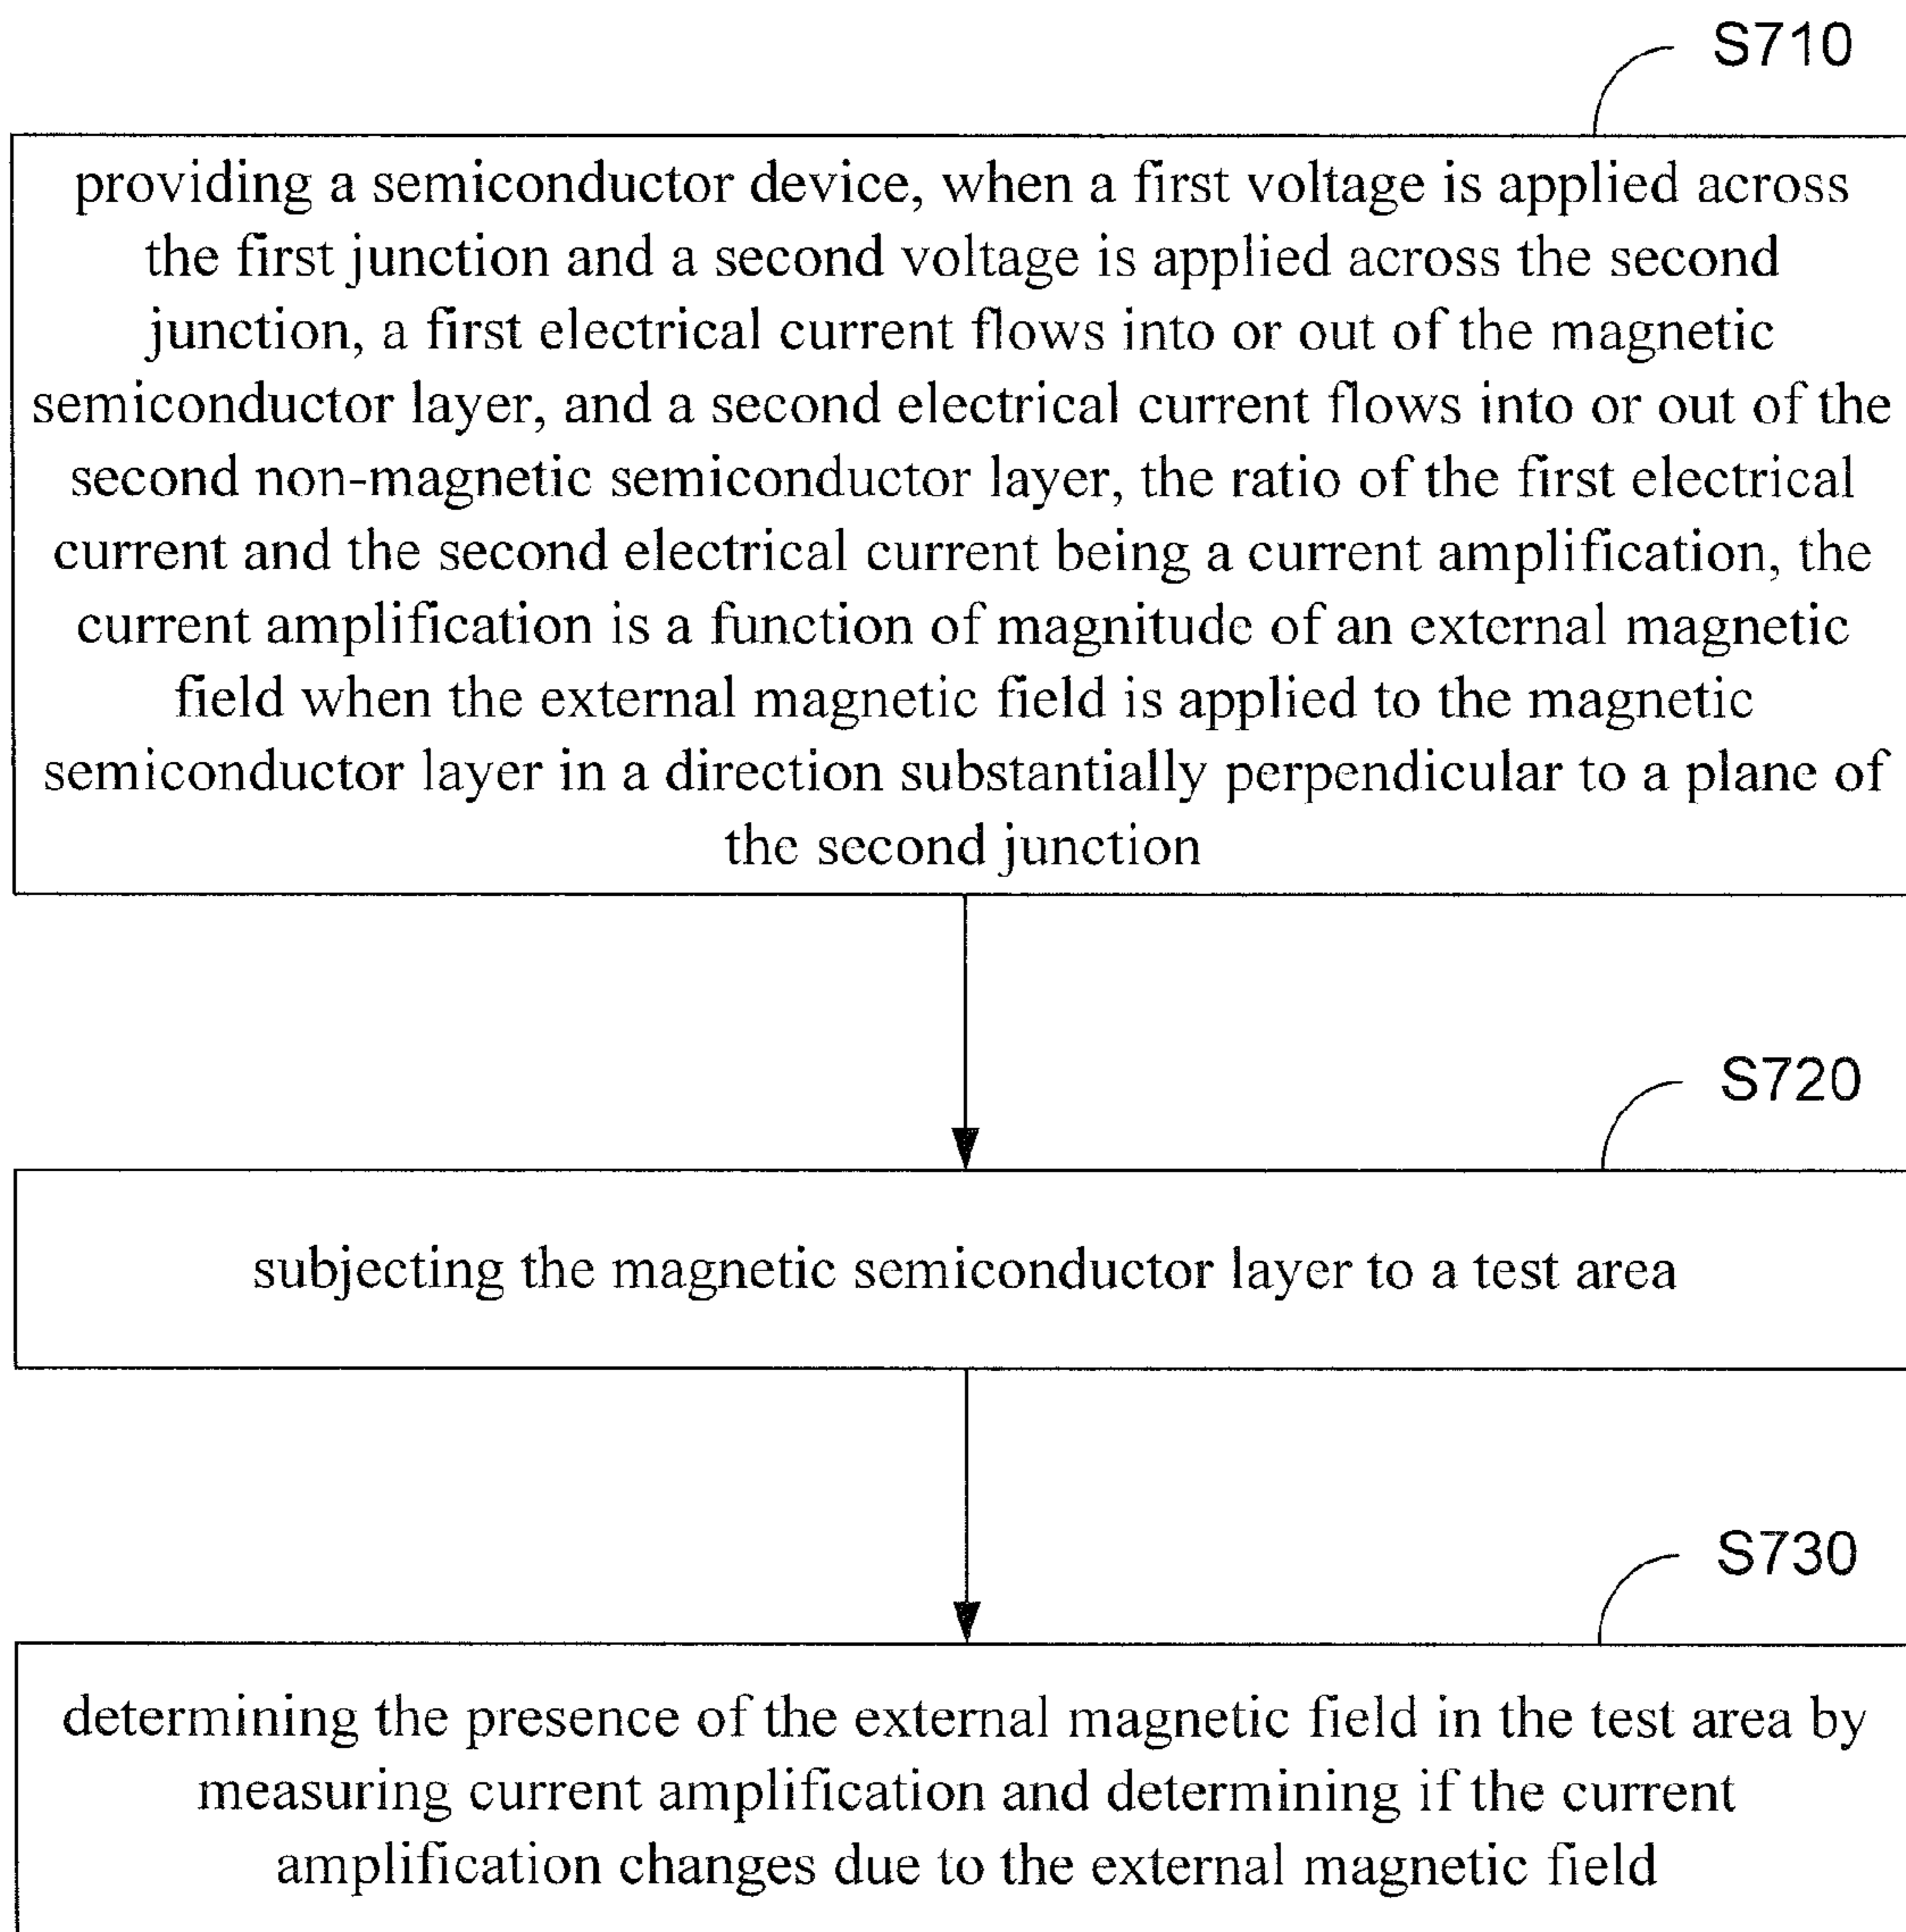 S710
providing a semiconductor device, when a first voltage is applied across
the first junction and a second voltage is applied across the second
junction, a first electrical current flows into or out of the magnetic
semiconductor layer, and a second electrical current flows into or out of the
second non-magnetic semiconductor layer, the ratio of the first electrical
current and the second electrical current being a current amplification, the
current amplification is a function of magnitude of an external magnetic
field when the external magnetic field is applied to the magnetic
semiconductor layer in a direction substantially perpendicular to a plane of
the second junction
S720
subjecting the magnetic semiconductor layer to a test area
S730
determining the presence of the external magnetic field in the test area by
measuring current amplification and determining if the current
amplification changes due to the external magnetic field